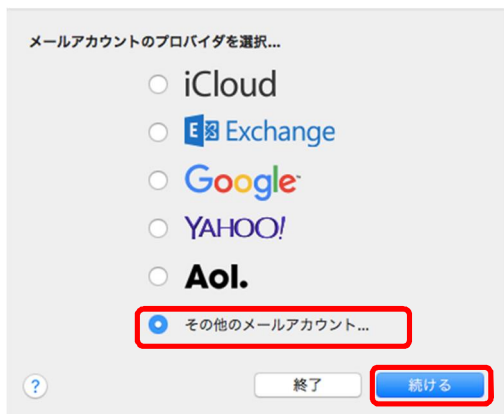 メールアカウントのプロバイダを選択...
iCloud
Exchange
Google
YAHOO!
Aol.
その他のメールアカウント...
? 終了 続ける